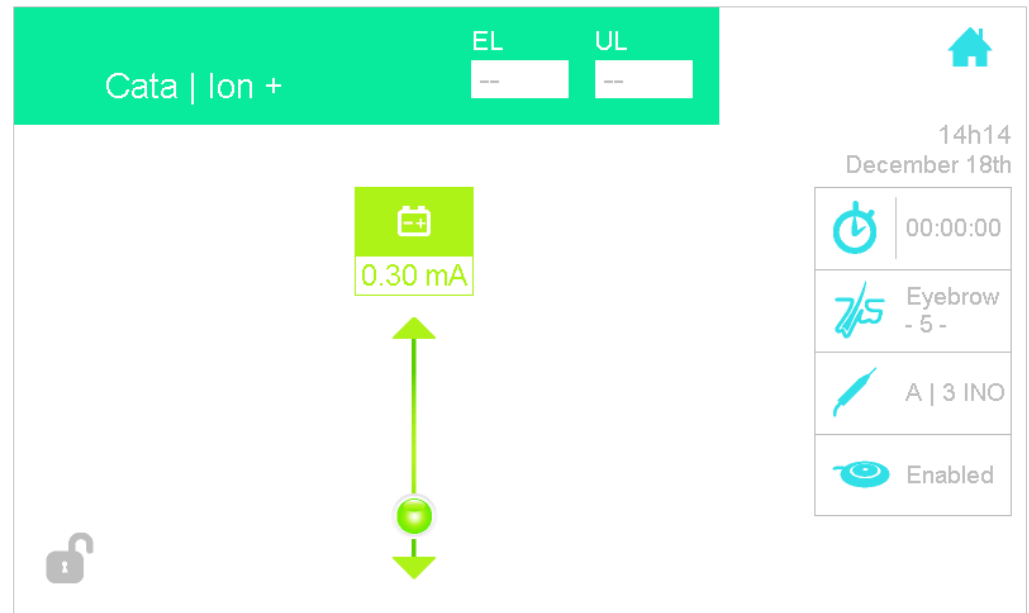 EL UL
-- --
Cata | Ion +
14h14
December 18th
0.30 mA
00:00:00
Eyebrow
- 5 -
A | 3 INO
Enabled